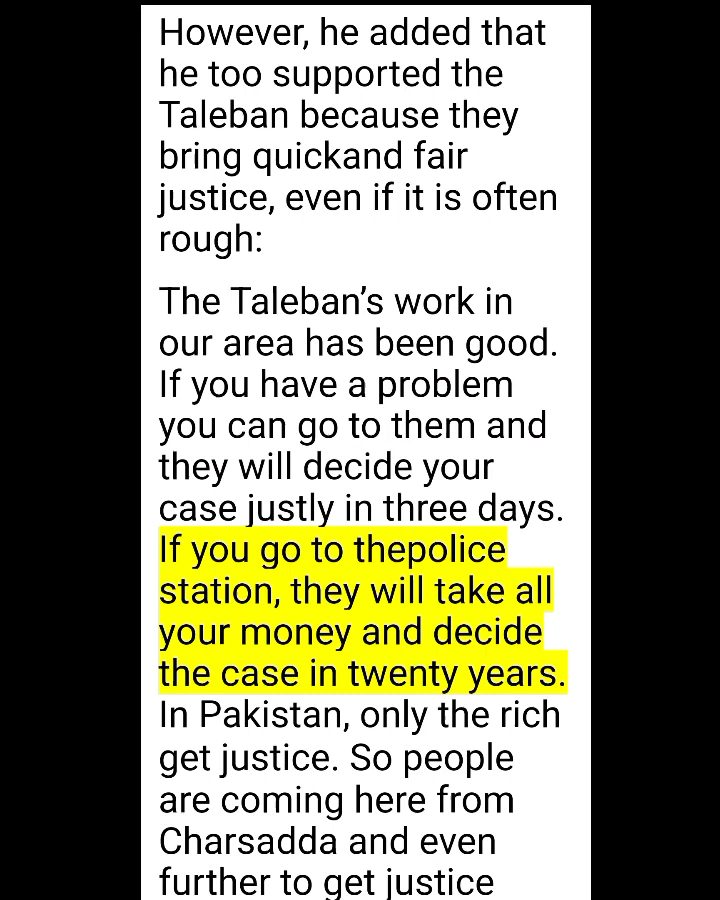 However, he added that
he too supported the
Taleban because they
bring quickand fair
justice, even if it is often
rough:
The Taleban’s work in
our area has been good.
If you have a problem
you can go to them and
they will decide your
case justly in three days.
If you go to thepolice
station, they will take all
your money and decide
the case in twenty years.
In Pakistan, only the rich
get justice. So people
are coming here from
Charsadda and even
further to get justice